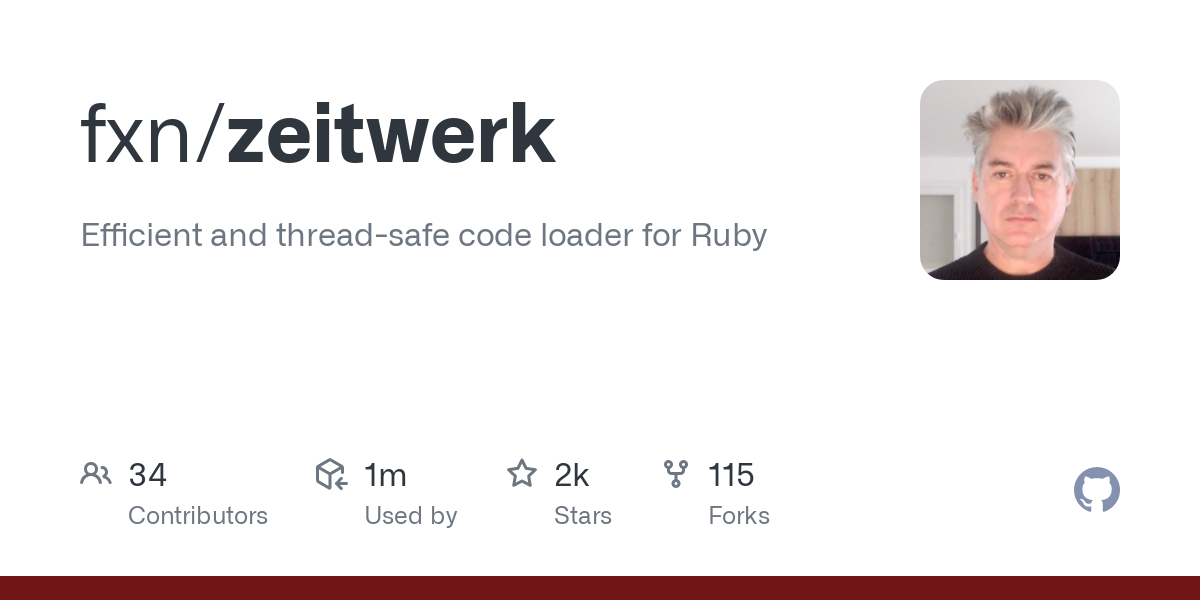 fxn/zeitwerk
Efficient and thread-safe code loader for Ruby
34
Contributors
1m
Used by
2k
Stars
115
Forks